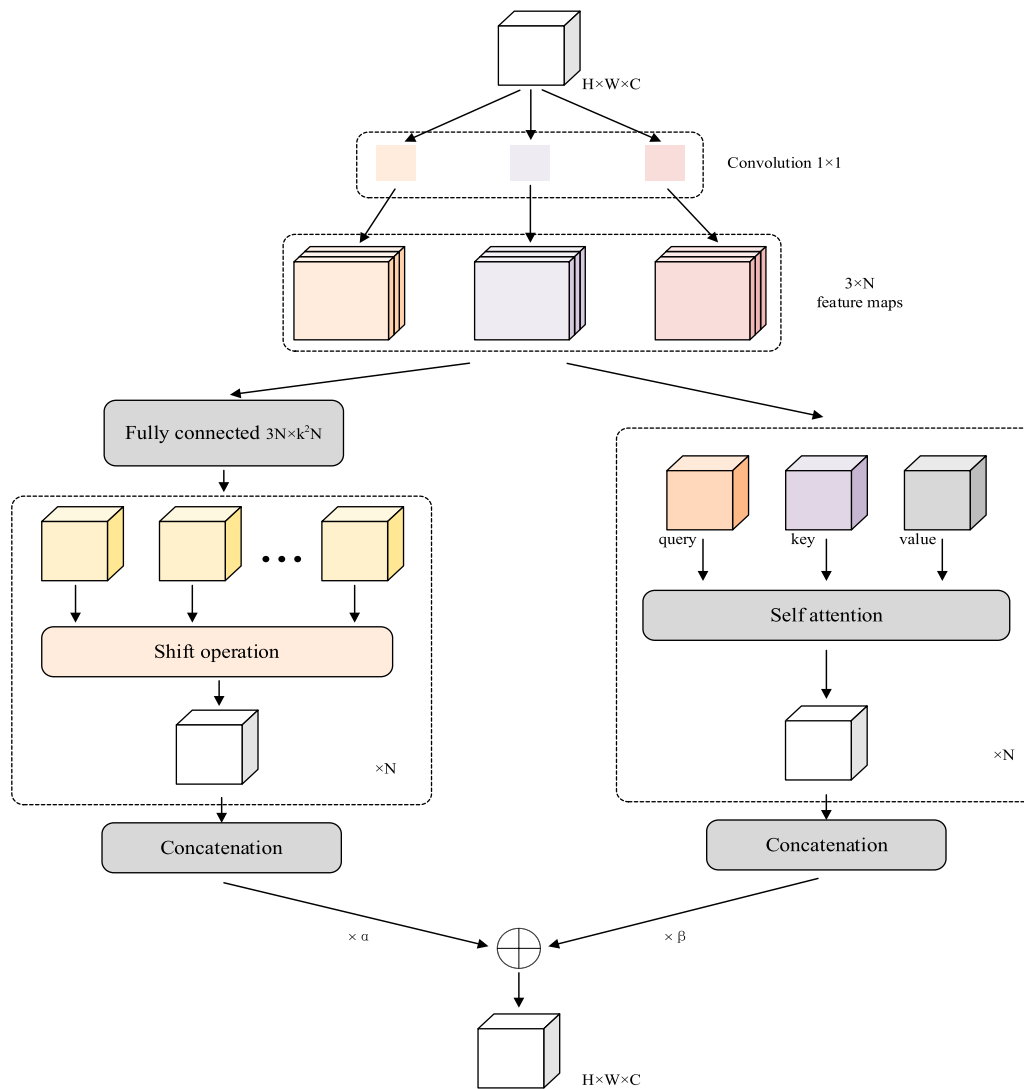 H×W×C
Convolution 1×1
3×N
feature maps
Fully connected 3N×k²N
query
key
value
Self attention
Shift operation
×N
×N
Concatenation
Concatenation
× α
× β
H×W×C